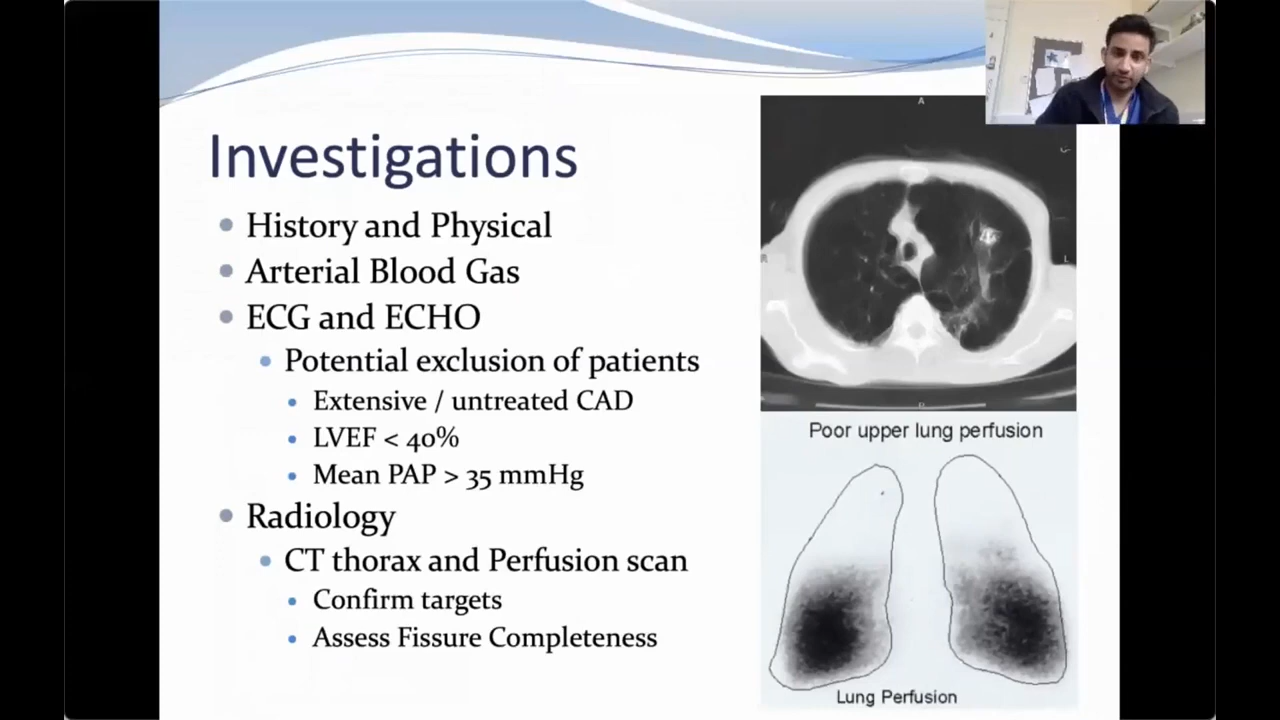 Investigations
History and Physical
Arterial Blood Gas
ECG and ECHO
Potential exclusion of patients
Extensive / untreated CAD
LVEF < 40%
Mean PAP > 35 mmHg
Radiology
CT thorax and Perfusion scan
Confirm targets
Assess Fissure Completeness
A
R
L
Poor upper lung perfusion
Lung Perfusion